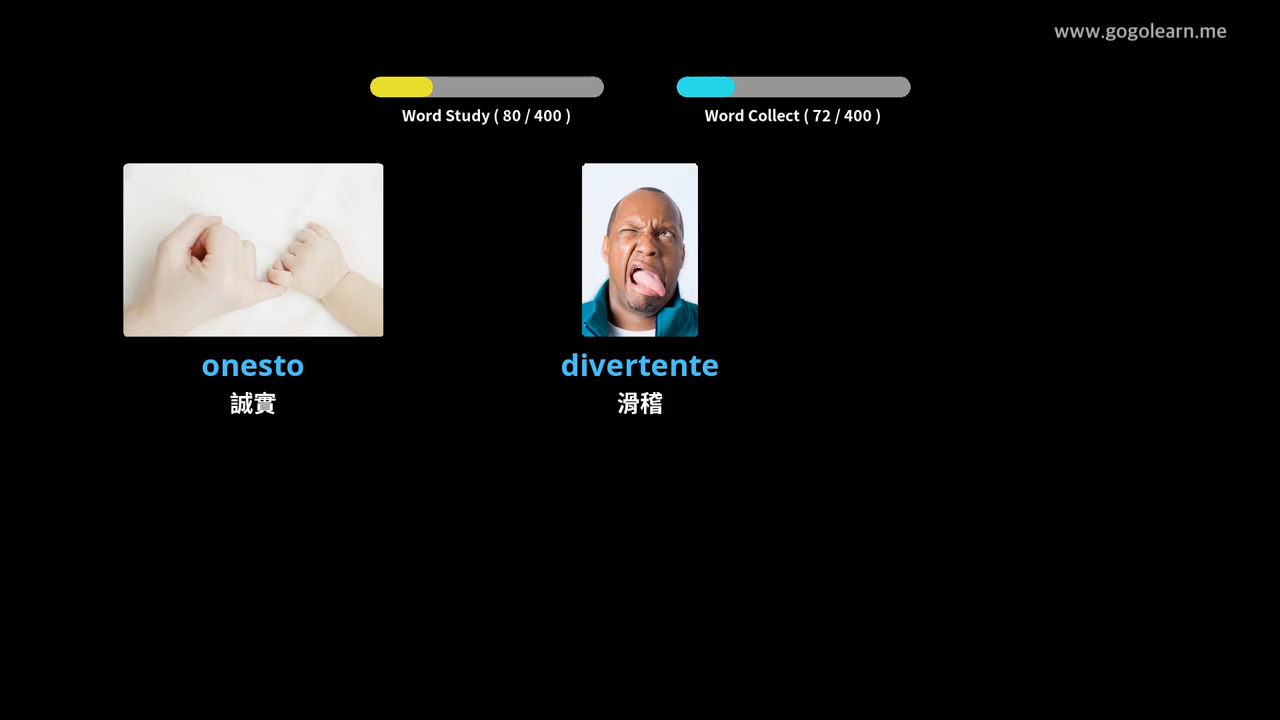 www.gogolearn.me
Word Study ( 80 / 400 )
Word Collect ( 72 / 400 )
onesto
誠實
divertente
滑稽